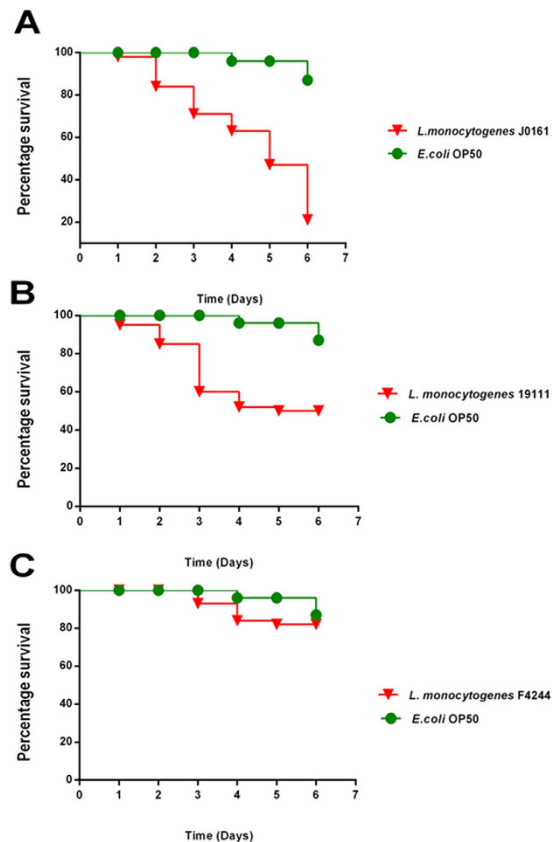 A
Percentage survival
100
80
60
40
20
0 1 2 3 4 5 6 7
Time (Days)
L.monocytogenes J0161
E.coli OP50
B
Percentage survival
100
80
60
40
20
0
0 1 2 3 4 5 6 7
Time (Days)
L. monocytogenes 19111
E.coli OP50
C
Percentage survival
100
80
60
40
20
0
0 1 2 3 4 5 6 7
Time (Days)
L. monocytogenes F4244
E.coli OP50